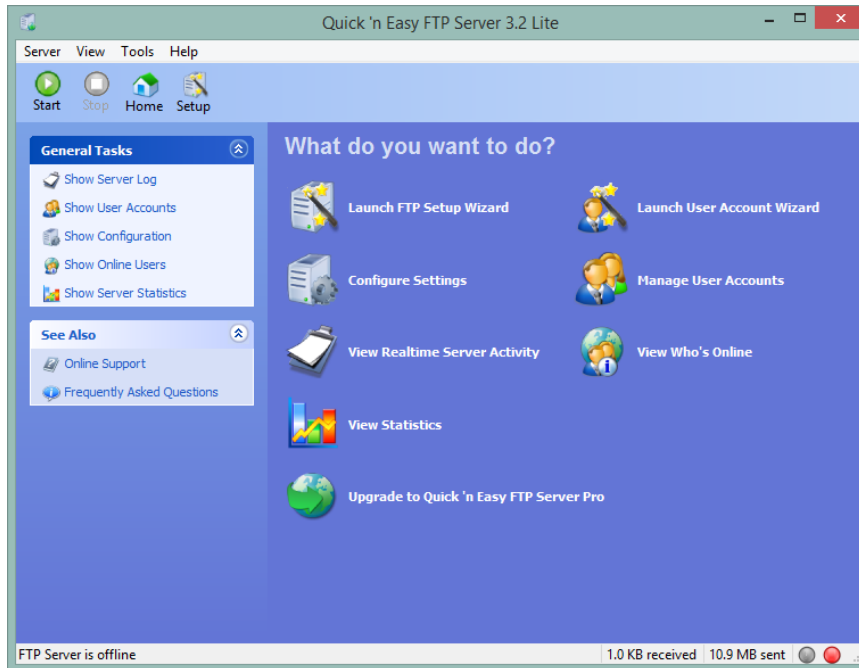 Quick 'n Easy FTP Server 3.2 Lite
Server View Tools Help
Start Stop Home Setup
General Tasks
Show Server Log
Show User Accounts
Show Configuration
Show Online Users
Show Server Statistics
See Also
Online Support
Frequently Asked Questions
What do you want to do?
Launch FTP Setup Wizard
Launch User Account Wizard
Configure Settings
Manage User Accounts
View Realtime Server Activity
View Who's Online
View Statistics
Upgrade to Quick 'n Easy FTP Server Pro
FTP Server is offline
1.0 KB received 10.9 MB sent